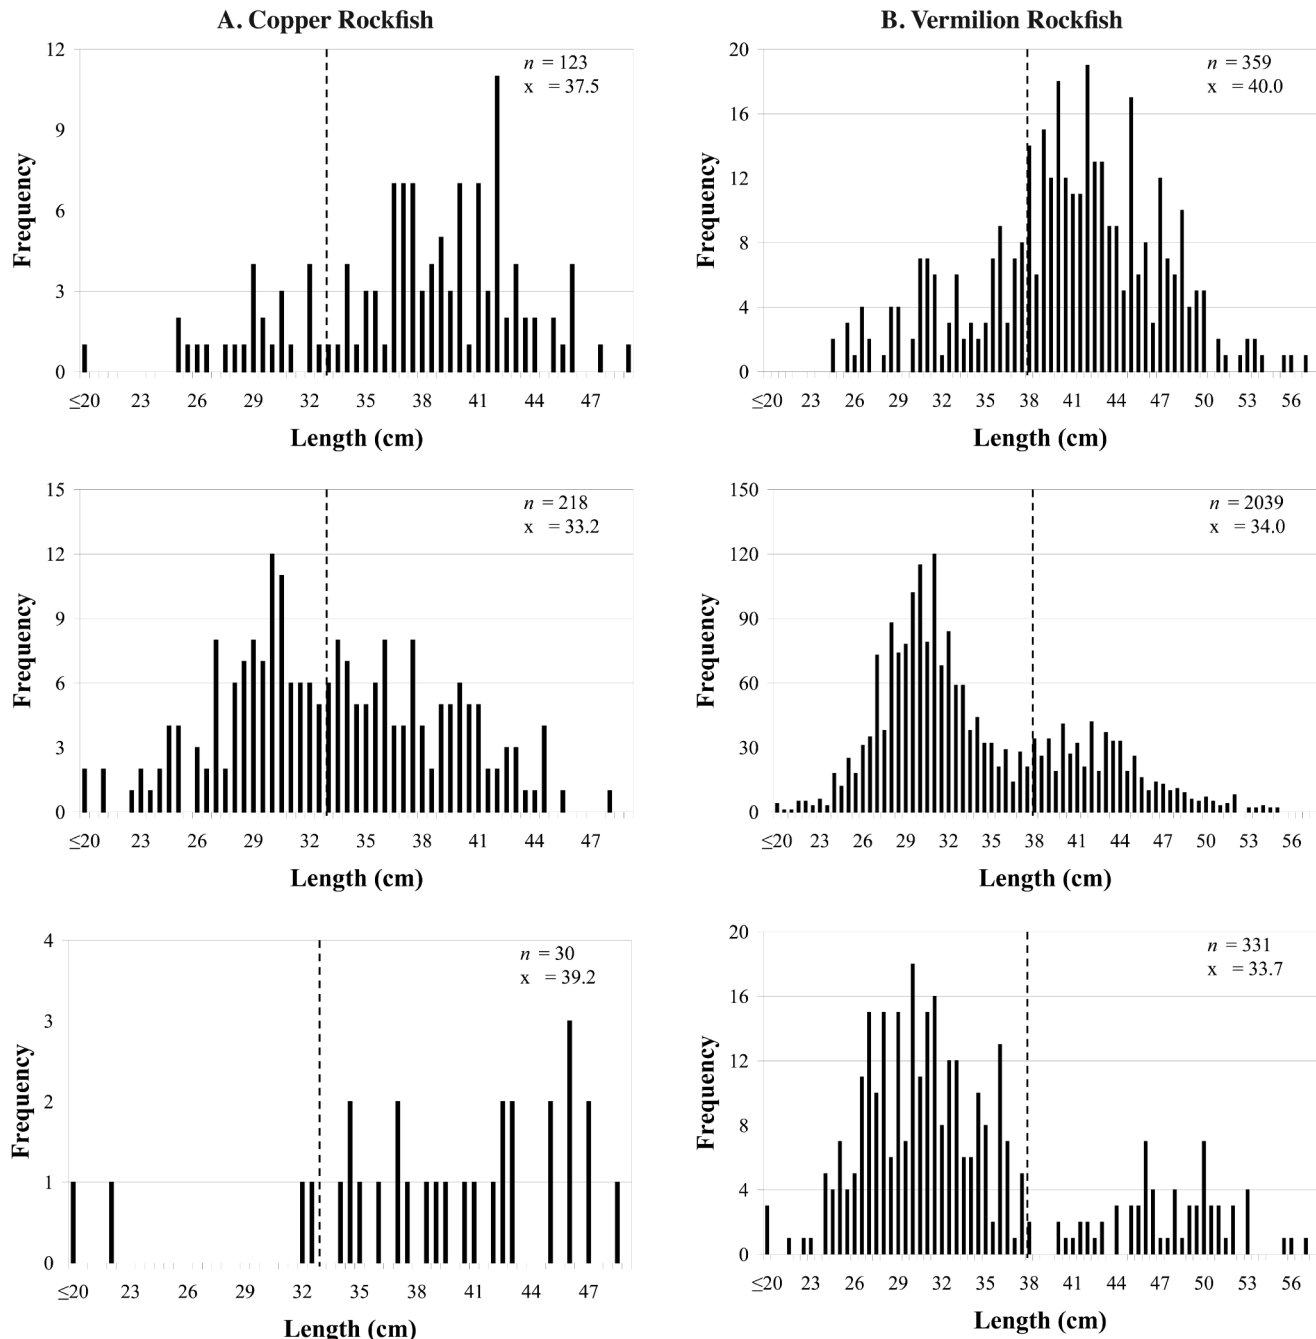 A. Copper Rockfish
12
9
6
3
0
Frequency
n = 123
x = 37.5
≤20 23 26 29 32 35 38 41 44 47
Length (cm)
B. Vermilion Rockfish
20
16
12
8
4
0
Frequency
n = 359
x = 40.0
≤20 23 26 29 32 35 38 41 44 47 50 53 56
Length (cm)
15
12
9
6
3
0
Frequency
n = 218
x = 33.2
≤20 23 26 29 32 35 38 41 44 47
Length (cm)
150
120
90
60
30
0
Frequency
n = 2039
x = 34.0
≤20 23 26 29 32 35 38 41 44 47 50 53 56
Length (cm)
4
3
2
1
0
Frequency
n = 30
x = 39.2
≤20 23 26 29 32 35 38 41 44 47
Length (cm)
20
16
12
8
4
0
Frequency
n = 331
x = 33.7
≤20 23 26 29 32 35 38 41 44 47 50 53 56
Length (cm)